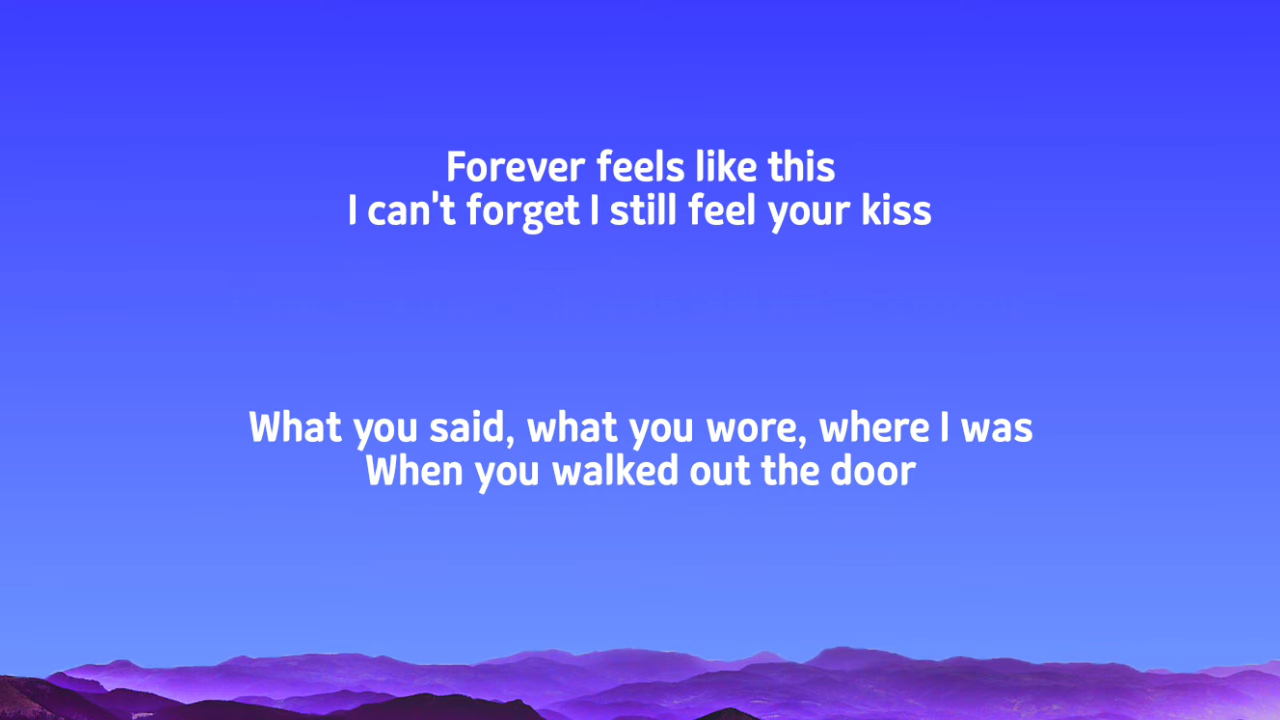 Forever feels like this
I can't forget I still feel your kiss
What you said, what you wore, where I was
When you walked out the door